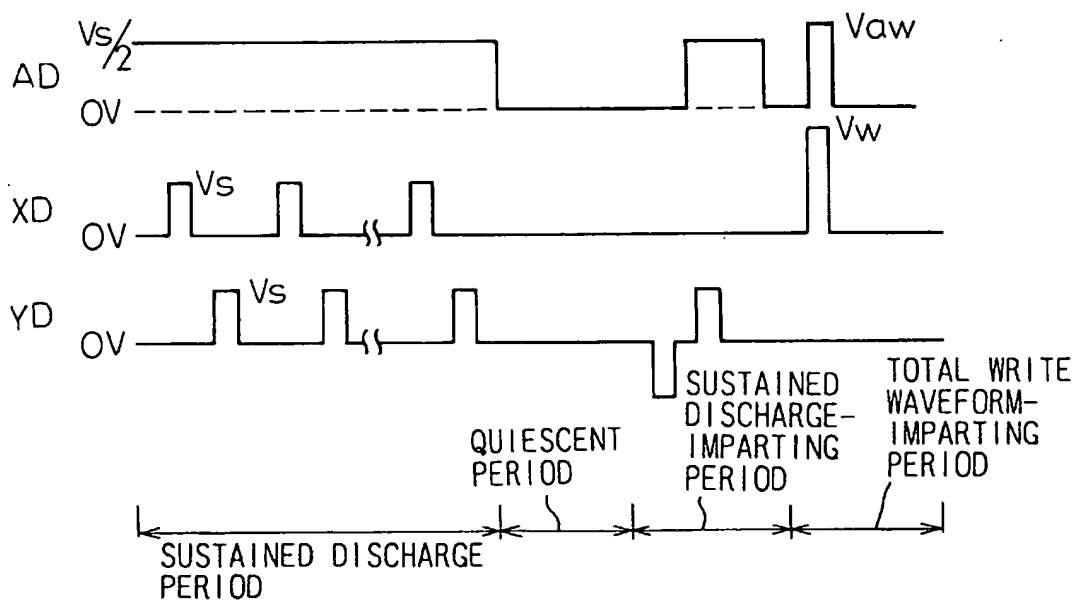 Vs/2
AD
0V
Vaw
Vw
XD
Vs
0V
YD
Vs
0V
QUIESCENT
PERIOD
SUSTAINED
DISCHARGE-
IMPARTING
PERIOD
TOTAL WRITE
WAVEFORM-
IMPARTING
PERIOD
SUSTAINED DISCHARGE
PERIOD